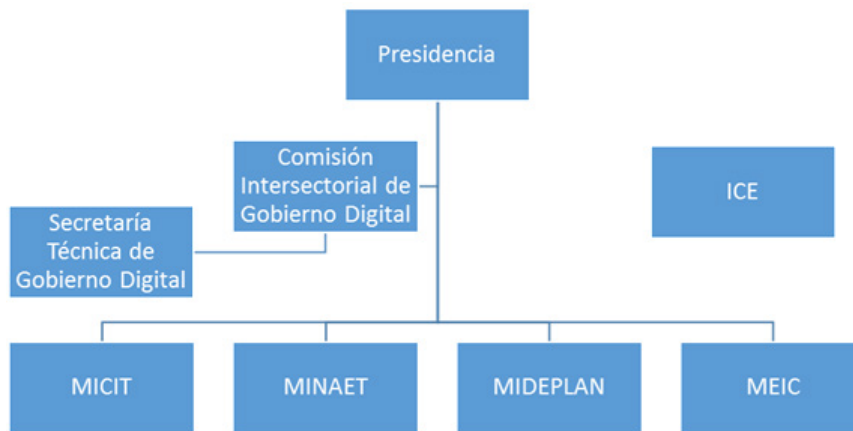 Presidencia
Comisión
Intersectorial de
Gobierno Digital
ICE
Secretaría
Técnica de
Gobierno Digital
MICIT
MINAET
MIDEPLAN
MEIC